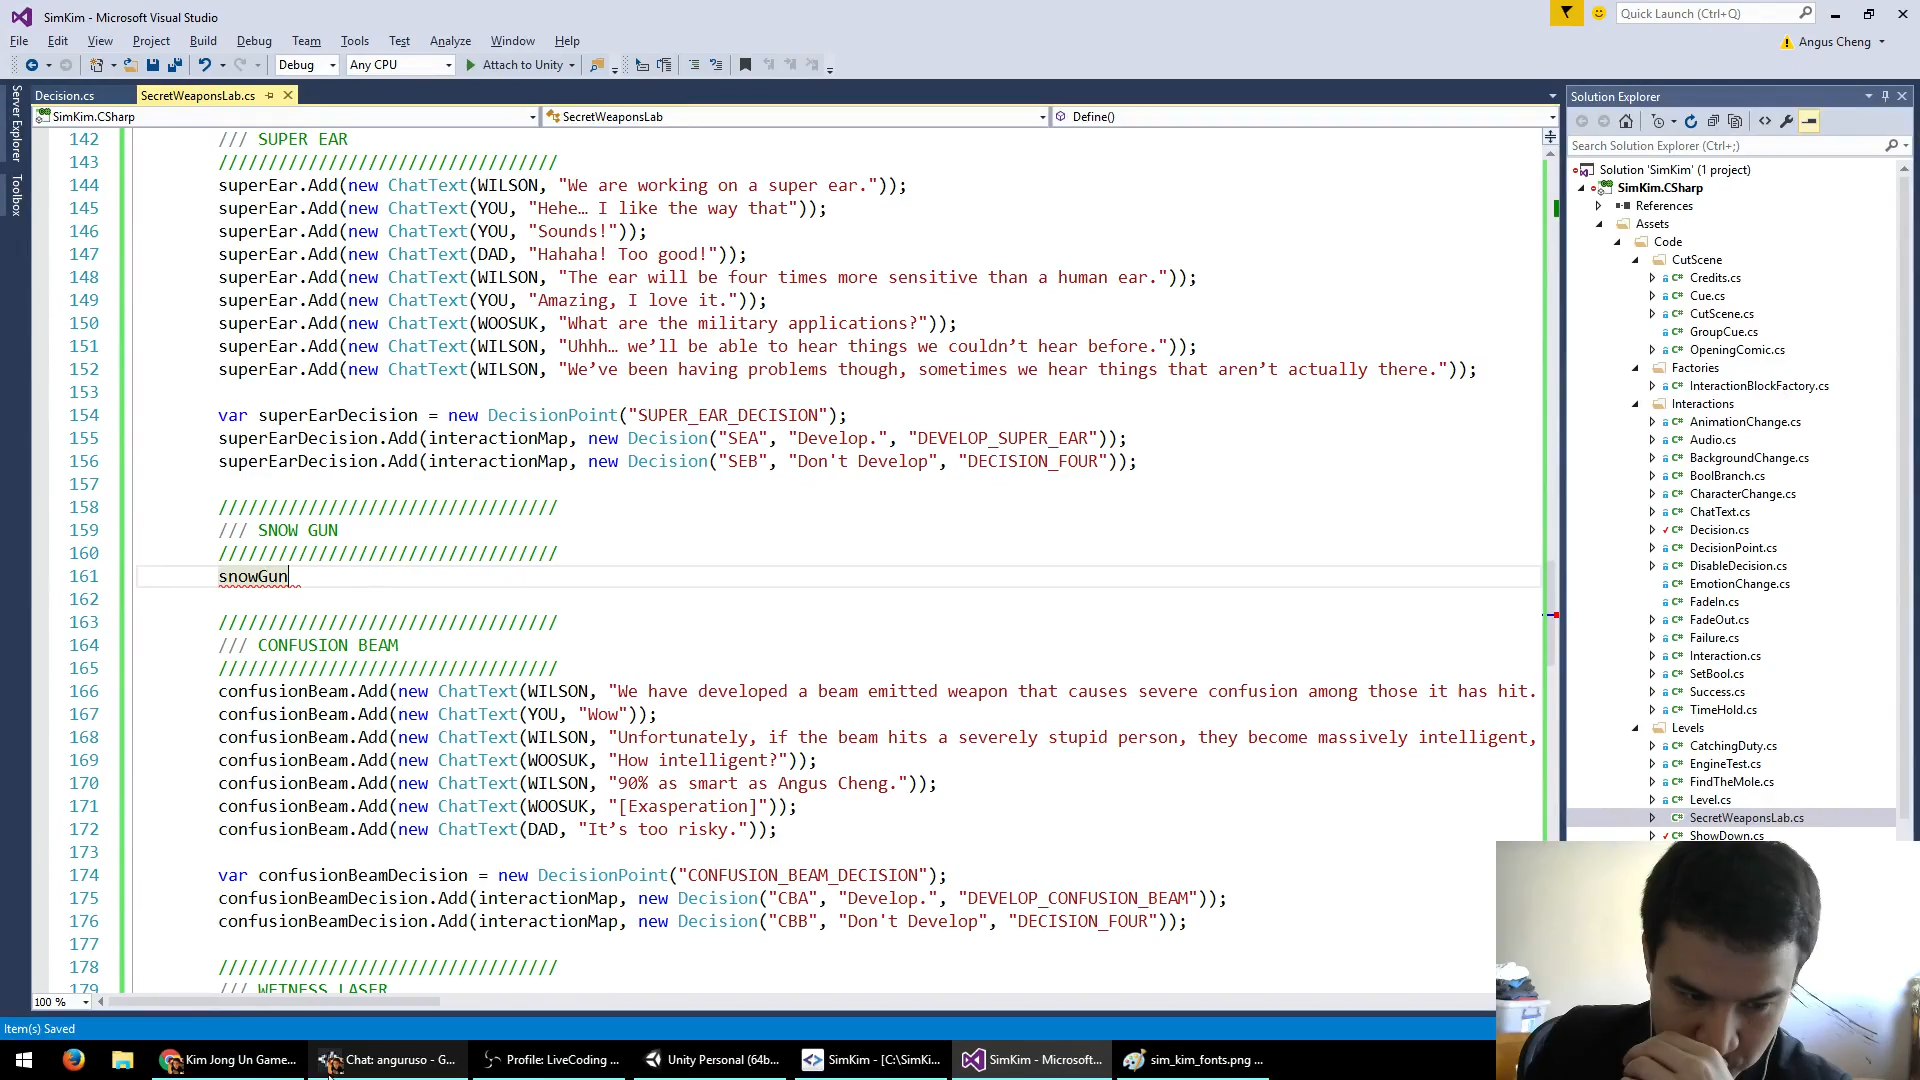 SimKim - Microsoft Visual Studio
Quick Launch (Ctrl+Q)
File Edit View Project Build Debug Team Tools Test Analyze Window Help
Angus Cheng
Debug Any CPU Attach to Unity
Server Explorer
Toolbox
Decision.cs SecretWeaponsLab.cs
SimKim.CSharp SecretWeaponsLab Define()
142 /// SUPER EAR
143 //////////////////////////////////
144 superEar.Add(new ChatText(WILSON, "We are working on a super ear."));
145 superEar.Add(new ChatText(YOU, "Hehe… I like the way that"));
146 superEar.Add(new ChatText(YOU, "Sounds!"));
147 superEar.Add(new ChatText(DAD, "Hahaha! Too good!"));
148 superEar.Add(new ChatText(WILSON, "The ear will be four times more sensitive than a human ear."));
149 superEar.Add(new ChatText(YOU, "Amazing, I love it."));
150 superEar.Add(new ChatText(WOOSUK, "What are the military applications?"));
151 superEar.Add(new ChatText(WILSON, "Uhhh… we’ll be able to hear things we couldn’t hear before."));
152 superEar.Add(new ChatText(WILSON, "We’ve been having problems though, sometimes we hear things that aren’t actually there."));
153
154 var superEarDecision = new DecisionPoint("SUPER_EAR_DECISION");
155 superEarDecision.Add(interactionMap, new Decision("SEA", "Develop.", "DEVELOP_SUPER_EAR"));
156 superEarDecision.Add(interactionMap, new Decision("SEB", "Don't Develop", "DECISION_FOUR"));
157
158 //////////////////////////////////
159 /// SNOW GUN
160 //////////////////////////////////
161 snowGun
162
163 //////////////////////////////////
164 /// CONFUSION BEAM
165 //////////////////////////////////
166 confusionBeam.Add(new ChatText(WILSON, "We have developed a beam emitted weapon that causes severe confusion among those it has hit.
167 confusionBeam.Add(new ChatText(YOU, "Wow"));
168 confusionBeam.Add(new ChatText(WILSON, "Unfortunately, if the beam hits a severely stupid person, they become massively intelligent,
169 confusionBeam.Add(new ChatText(WOOSUK, "How intelligent?"));
170 confusionBeam.Add(new ChatText(WILSON, "90% as smart as Angus Cheng."));
171 confusionBeam.Add(new ChatText(WOOSUK, "[Exasperation]"));
172 confusionBeam.Add(new ChatText(DAD, "It’s too risky."));
173
174 var confusionBeamDecision = new DecisionPoint("CONFUSION_BEAM_DECISION");
175 confusionBeamDecision.Add(interactionMap, new Decision("CBA", "Develop.", "DEVELOP_CONFUSION_BEAM"));
176 confusionBeamDecision.Add(interactionMap, new Decision("CBB", "Don't Develop", "DECISION_FOUR"));
177
178 //////////////////////////////////
179 /// WETNESS LASER
100 %
Solution Explorer
Search Solution Explorer (Ctrl+;)
Solution 'SimKim' (1 project)
SimKim.CSharp
References
Assets
Code
CutScene
Credits.cs
Cue.cs
CutScene.cs
GroupCue.cs
OpeningComic.cs
Factories
InteractionBlockFactory.cs
Interactions
AnimationChange.cs
Audio.cs
BackgroundChange.cs
BoolBranch.cs
CharacterChange.cs
ChatText.cs
Decision.cs
DecisionPoint.cs
DisableDecision.cs
EmotionChange.cs
FadeIn.cs
FadeOut.cs
Failure.cs
Interaction.cs
SetBool.cs
Success.cs
TimeHold.cs
Levels
CatchingDuty.cs
EngineTest.cs
FindTheMole.cs
Level.cs
SecretWeaponsLab.cs
ShowDown.cs
Item(s) Saved
Kim Jong Un Game... Chat: anguruso - G... Profile: LiveCoding ... Unity Personal (64b... SimKim - [C:\SimKi... SimKim - Microsoft... sim_kim_fonts.png ...